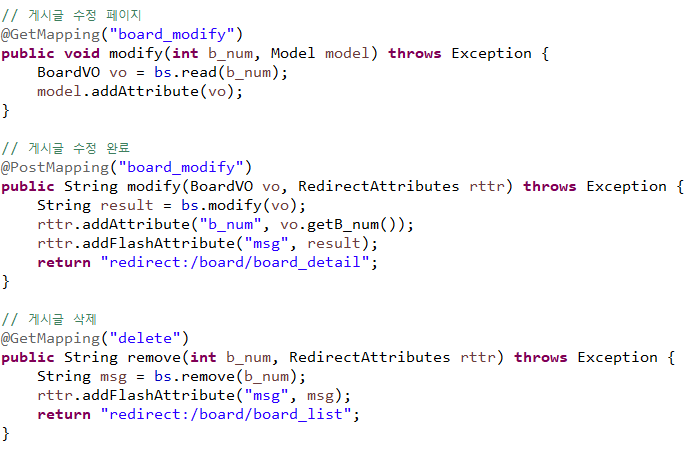 // 게시글 수정 페이지
@GetMapping("board_modify")
public void modify(int b_num, Model model) throws Exception {
    BoardVO vo = bs.read(b_num);
    model.addAttribute(vo);
}

// 게시글 수정 완료
@PostMapping("board_modify")
public String modify(BoardVO vo, RedirectAttributes rttr) throws Exception {
    String result = bs.modify(vo);
    rttr.addAttribute("b_num", vo.getB_num());
    rttr.addFlashAttribute("msg", result);
    return "redirect:/board/board_detail";
}

// 게시글 삭제
@GetMapping("delete")
public String remove(int b_num, RedirectAttributes rttr) throws Exception {
    String msg = bs.remove(b_num);
    rttr.addFlashAttribute("msg", msg);
    return "redirect:/board/board_list";
}